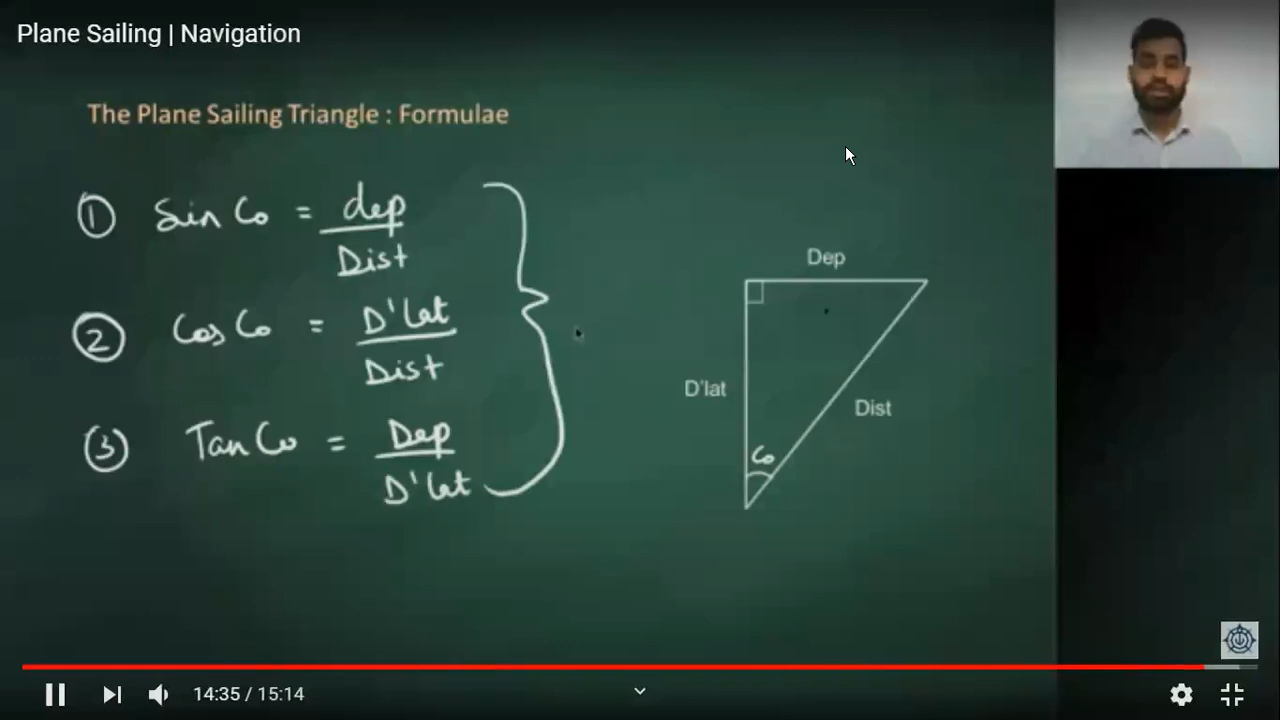 Plane Sailing | Navigation
The Plane Sailing Triangle : Formulae
① Sin Co = dep
Dist
② Cos Co = D'lat
Dist
③ Tan Co = Dep
D'lat
Dep
D'lat
Dist
Co
14:35 / 15:14